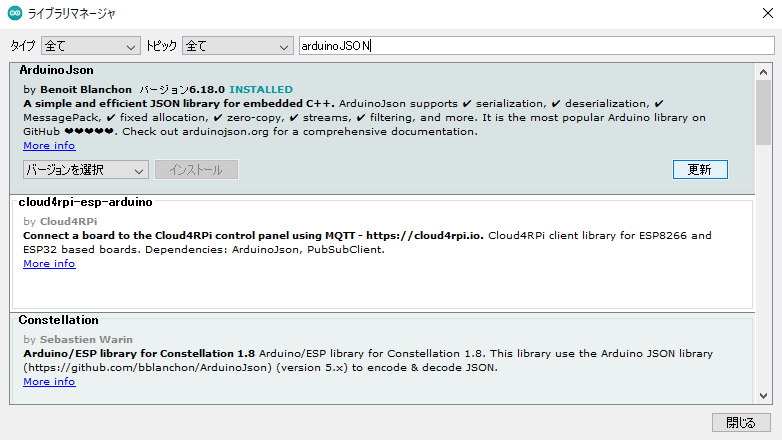 ライブラリマネージャ
タイプ 全て トピック 全て arduinoJSON
ArduinoJson
by Benoit Blanchon バージョン6.18.0 INSTALLED
A simple and efficient JSON library for embedded C++. ArduinoJson supports ✔ serialization, ✔ deserialization, ✔
MessagePack, ✔ fixed allocation, ✔ zero-copy, ✔ streams, ✔ filtering, and more. It is the most popular Arduino library on
GitHub ❤❤❤❤❤. Check out arduinojson.org for a comprehensive documentation.
More info
バージョンを選択 インストール 更新
cloud4rpi-esp-arduino
by Cloud4RPi
Connect a board to the Cloud4RPi control panel using MQTT - https://cloud4rpi.io. Cloud4RPi client library for ESP8266 and
ESP32 based boards. Dependencies: ArduinoJson, PubSubClient.
More info
Constellation
by Sebastien Warin
Arduino/ESP library for Constellation 1.8 Arduino/ESP library for Constellation 1.8. This library use the Arduino JSON library
(https://github.com/bblanchon/ArduinoJson) (version 5.x) to encode & decode JSON.
More info
閉じる